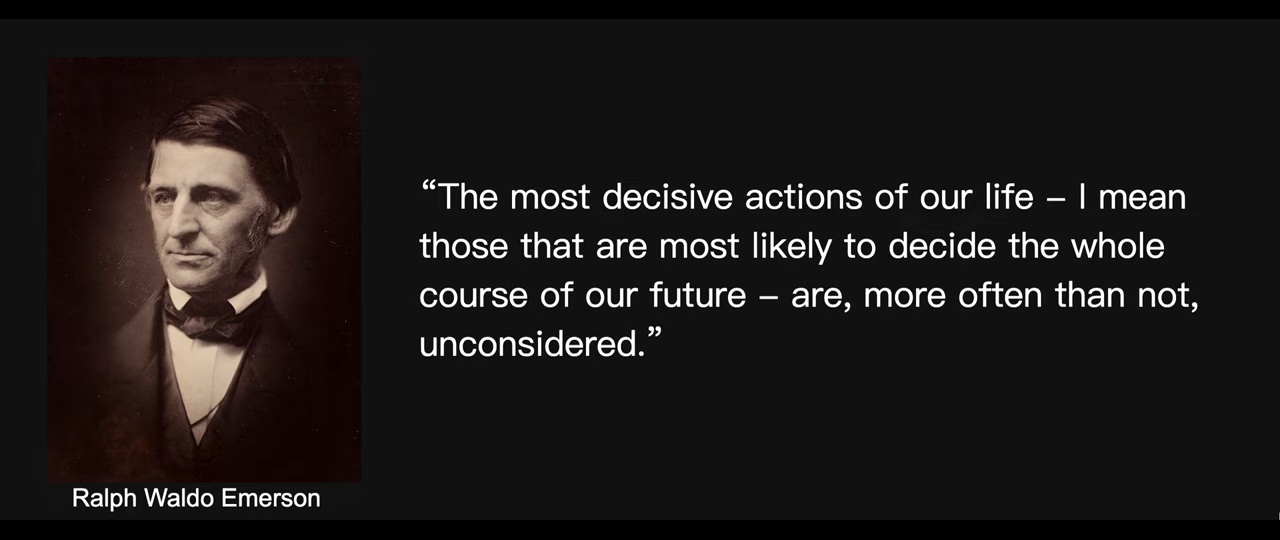 “The most decisive actions of our life – I mean
those that are most likely to decide the whole
course of our future – are, more often than not,
unconsidered.”
Ralph Waldo Emerson